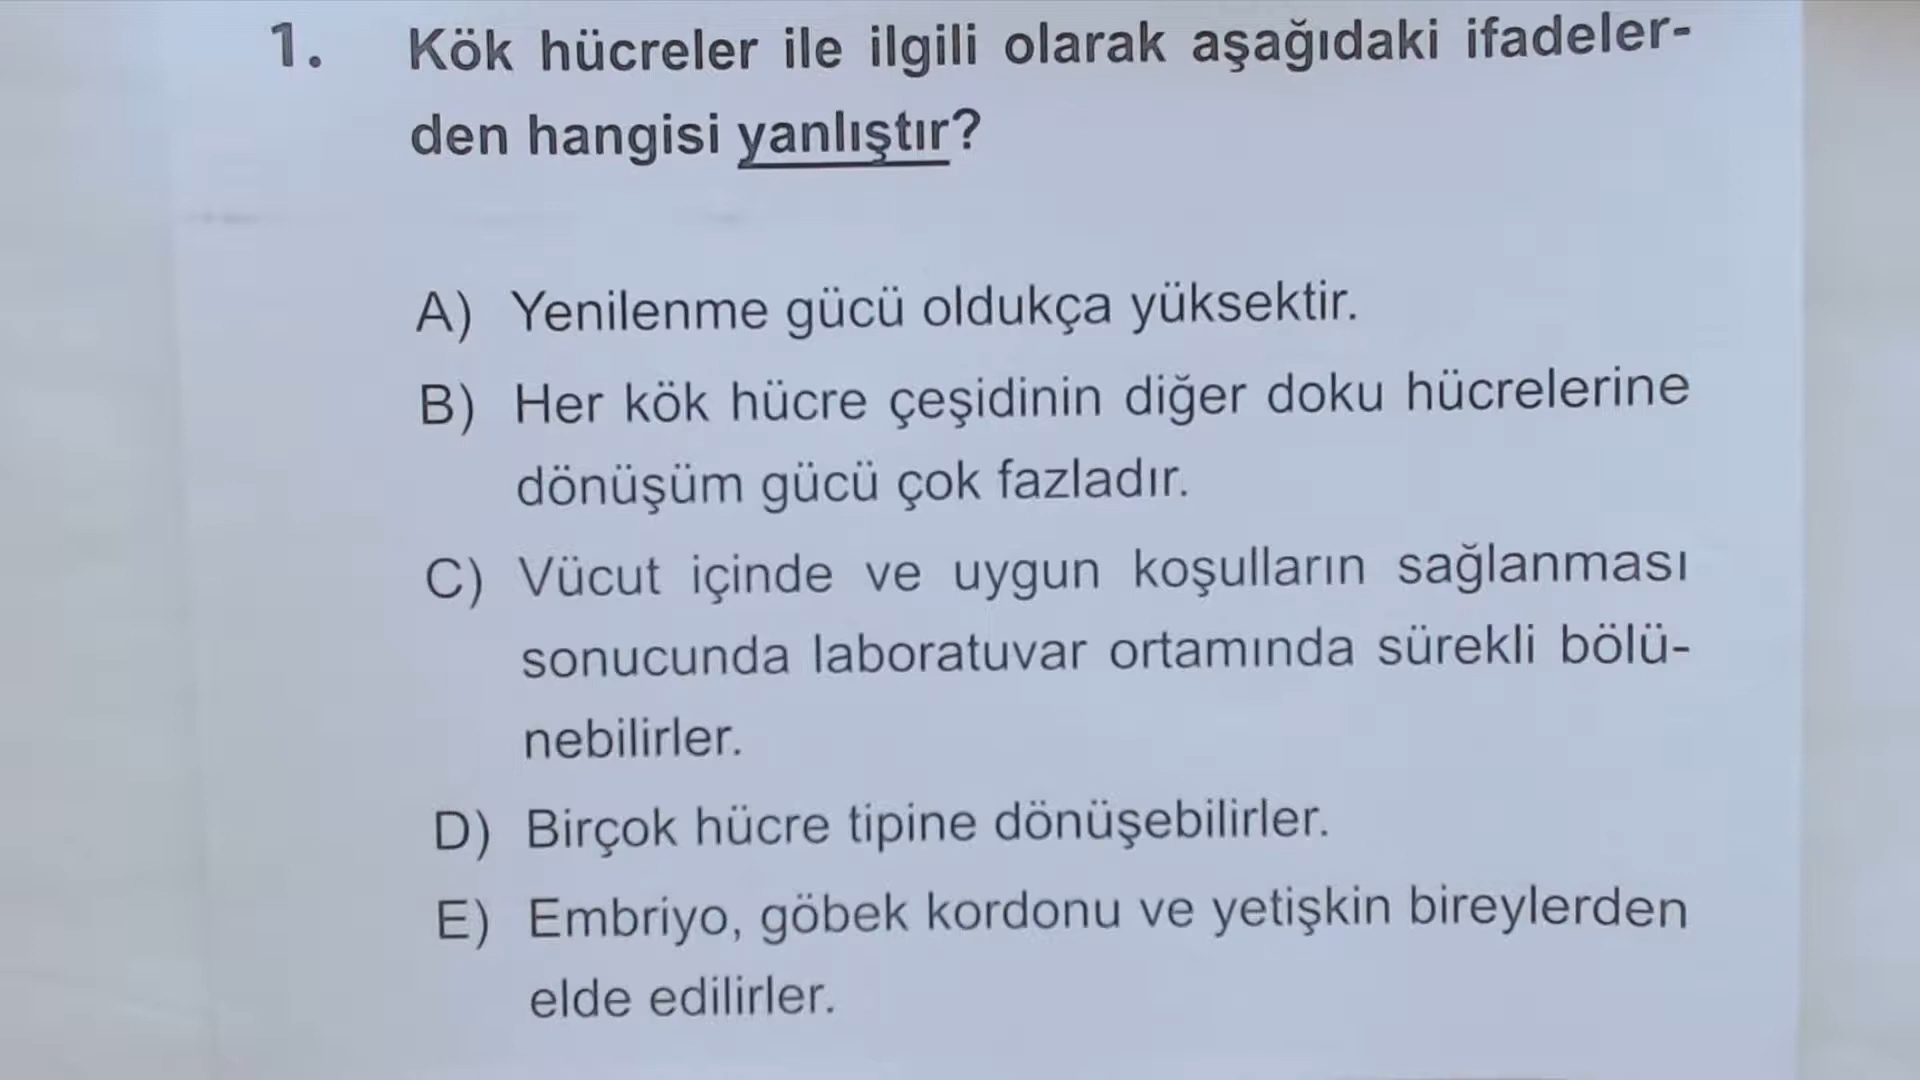 1. Kök hücreler ile ilgili olarak aşağıdaki ifadeler-
den hangisi yanlıştır?
A) Yenilenme gücü oldukça yüksektir.
B) Her kök hücre çeşidinin diğer doku hücrelerine
dönüşüm gücü çok fazladır.
C) Vücut içinde ve uygun koşulların sağlanması
sonucunda laboratuvar ortamında sürekli bölü-
nebilirler.
D) Birçok hücre tipine dönüşebilirler.
E) Embriyo, göbek kordonu ve yetişkin bireylerden
elde edilirler.